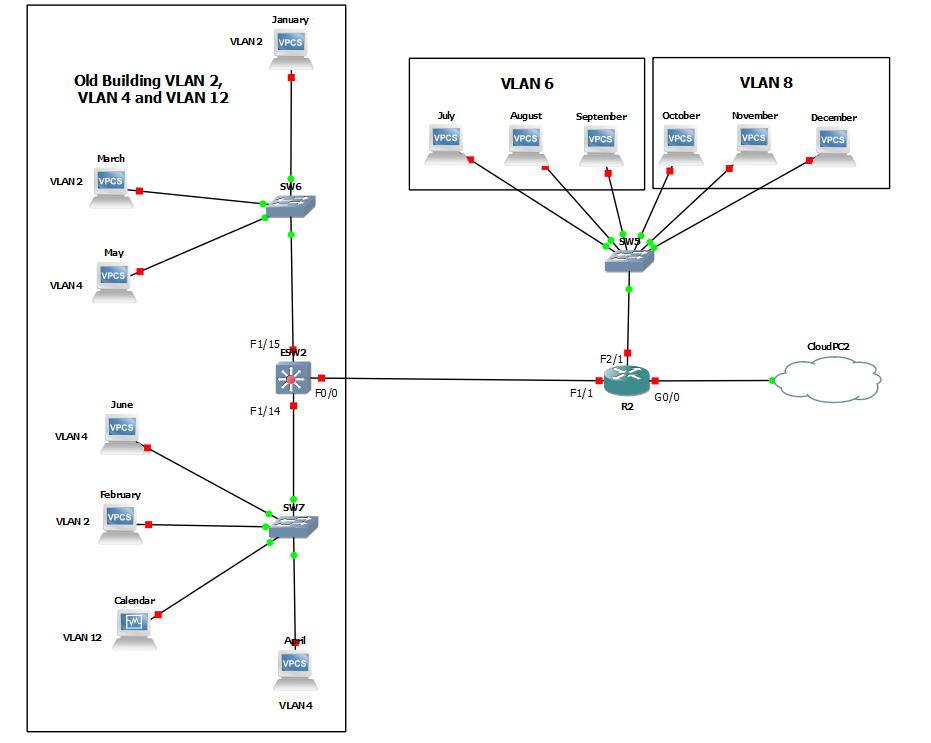 January
VLAN 2
VPCS
Old Building VLAN 2,
VLAN 4 and VLAN 12
March
VLAN 2
VPCS
SW6
May
VLAN 4
VPCS
F1/15
ESW2
F0/0
F1/14
June
VLAN 4
VPCS
February
VLAN 2
VPCS
SW7
Calendar
VLAN 12
April
VPCS
VLAN 4
VLAN 6
July
August
September
VPCS
VPCS
VPCS
VLAN 8
October
November
December
VPCS
VPCS
VPCS
SW5
F2/1
F1/1
R2
G0/0
CloudPC2